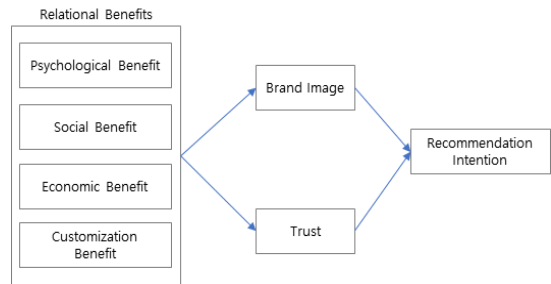 Relational Benefits
Psychological Benefit
Social Benefit
Economic Benefit
Customization
Benefit
Brand Image
Trust
Recommendation
Intention